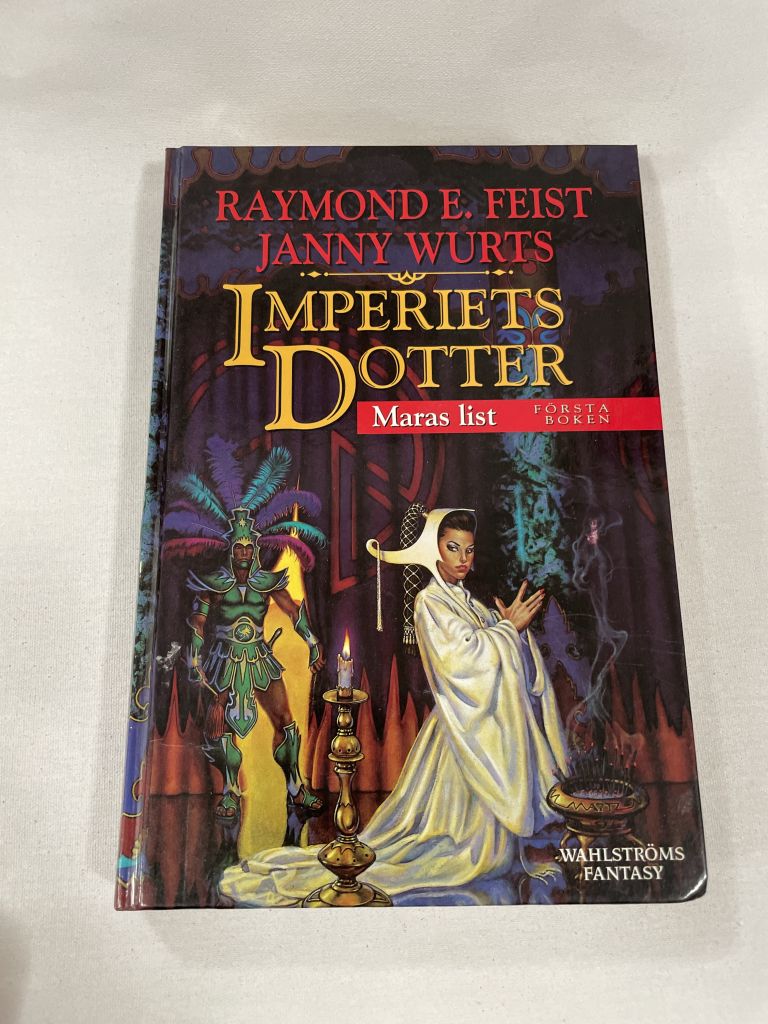 RAYMOND E. FEIST
JANNY WURTS
IMPERIETS
DOTTER
Maras list
FÖRSTA
BOKEN
WAHLSTRÖMS
FANTASY